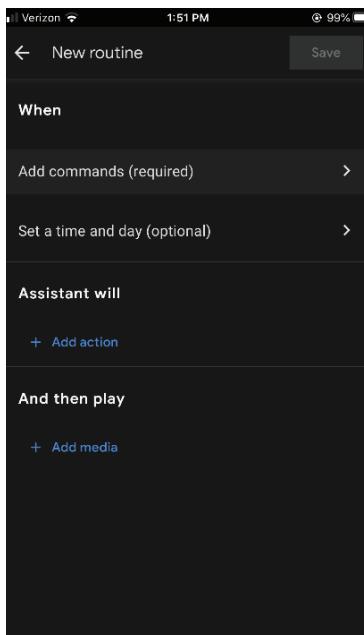 Verizon 1:51 PM 99%
New routine Save
When
Add commands (required)
Set a time and day (optional)
Assistant will
+ Add action
And then play
+ Add media